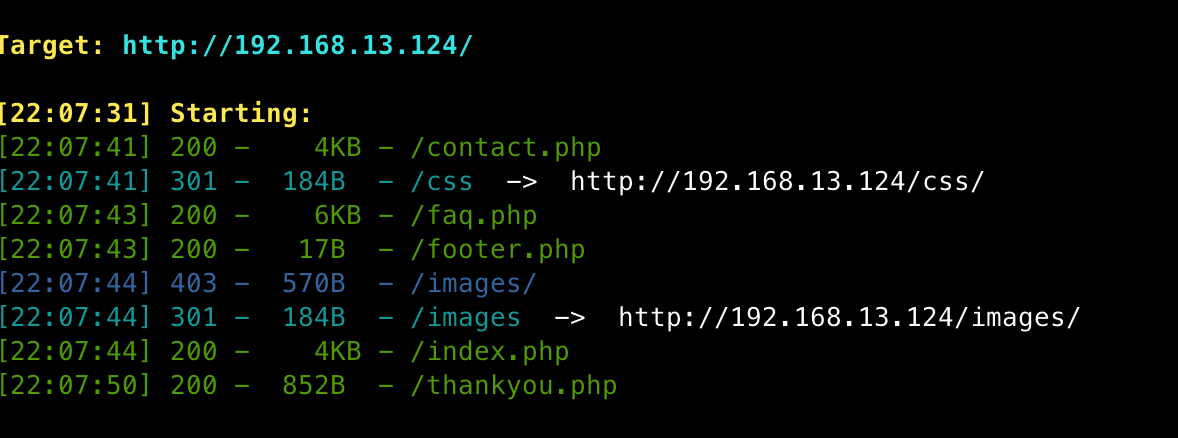 Target: http://192.168.13.124/
[22:07:31] Starting:
[22:07:41] 200 -    4KB - /contact.php
[22:07:41] 301 -  184B  - /css  ->  http://192.168.13.124/css/
[22:07:43] 200 -    6KB - /faq.php
[22:07:43] 200 -   17B  - /footer.php
[22:07:44] 403 -  570B  - /images/
[22:07:44] 301 -  184B  - /images  ->  http://192.168.13.124/images/
[22:07:44] 200 -    4KB - /index.php
[22:07:50] 200 -  852B  - /thankyou.php